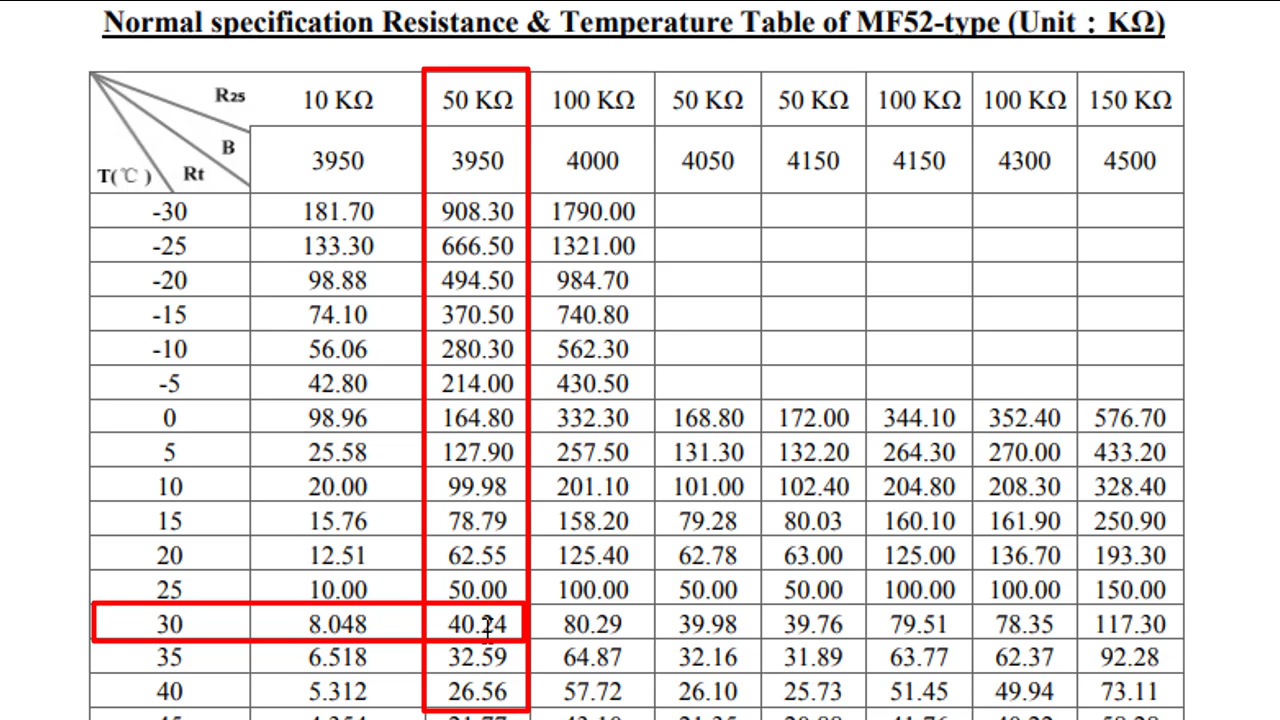 Normal specification Resistance & Temperature Table of MF52-type (Unit：KΩ)
R25 10 KΩ 50 KΩ 100 KΩ 50 KΩ 50 KΩ 100 KΩ 100 KΩ 150 KΩ
B 3950 3950 4000 4050 4150 4150 4300 4500
T(℃) Rt
-30 181.70 908.30 1790.00
-25 133.30 666.50 1321.00
-20 98.88 494.50 984.70
-15 74.10 370.50 740.80
-10 56.06 280.30 562.30
-5 42.80 214.00 430.50
0 98.96 164.80 332.30 168.80 172.00 344.10 352.40 576.70
5 25.58 127.90 257.50 131.30 132.20 264.30 270.00 433.20
10 20.00 99.98 201.10 101.00 102.40 204.80 208.30 328.40
15 15.76 78.79 158.20 79.28 80.03 160.10 161.90 250.90
20 12.51 62.55 125.40 62.78 63.00 125.00 136.70 193.30
25 10.00 50.00 100.00 50.00 50.00 100.00 100.00 150.00
30 8.048 40.24 80.29 39.98 39.76 79.51 78.35 117.30
35 6.518 32.59 64.87 32.16 31.89 63.77 62.37 92.28
40 5.312 26.56 57.72 26.10 25.73 51.45 49.94 73.11